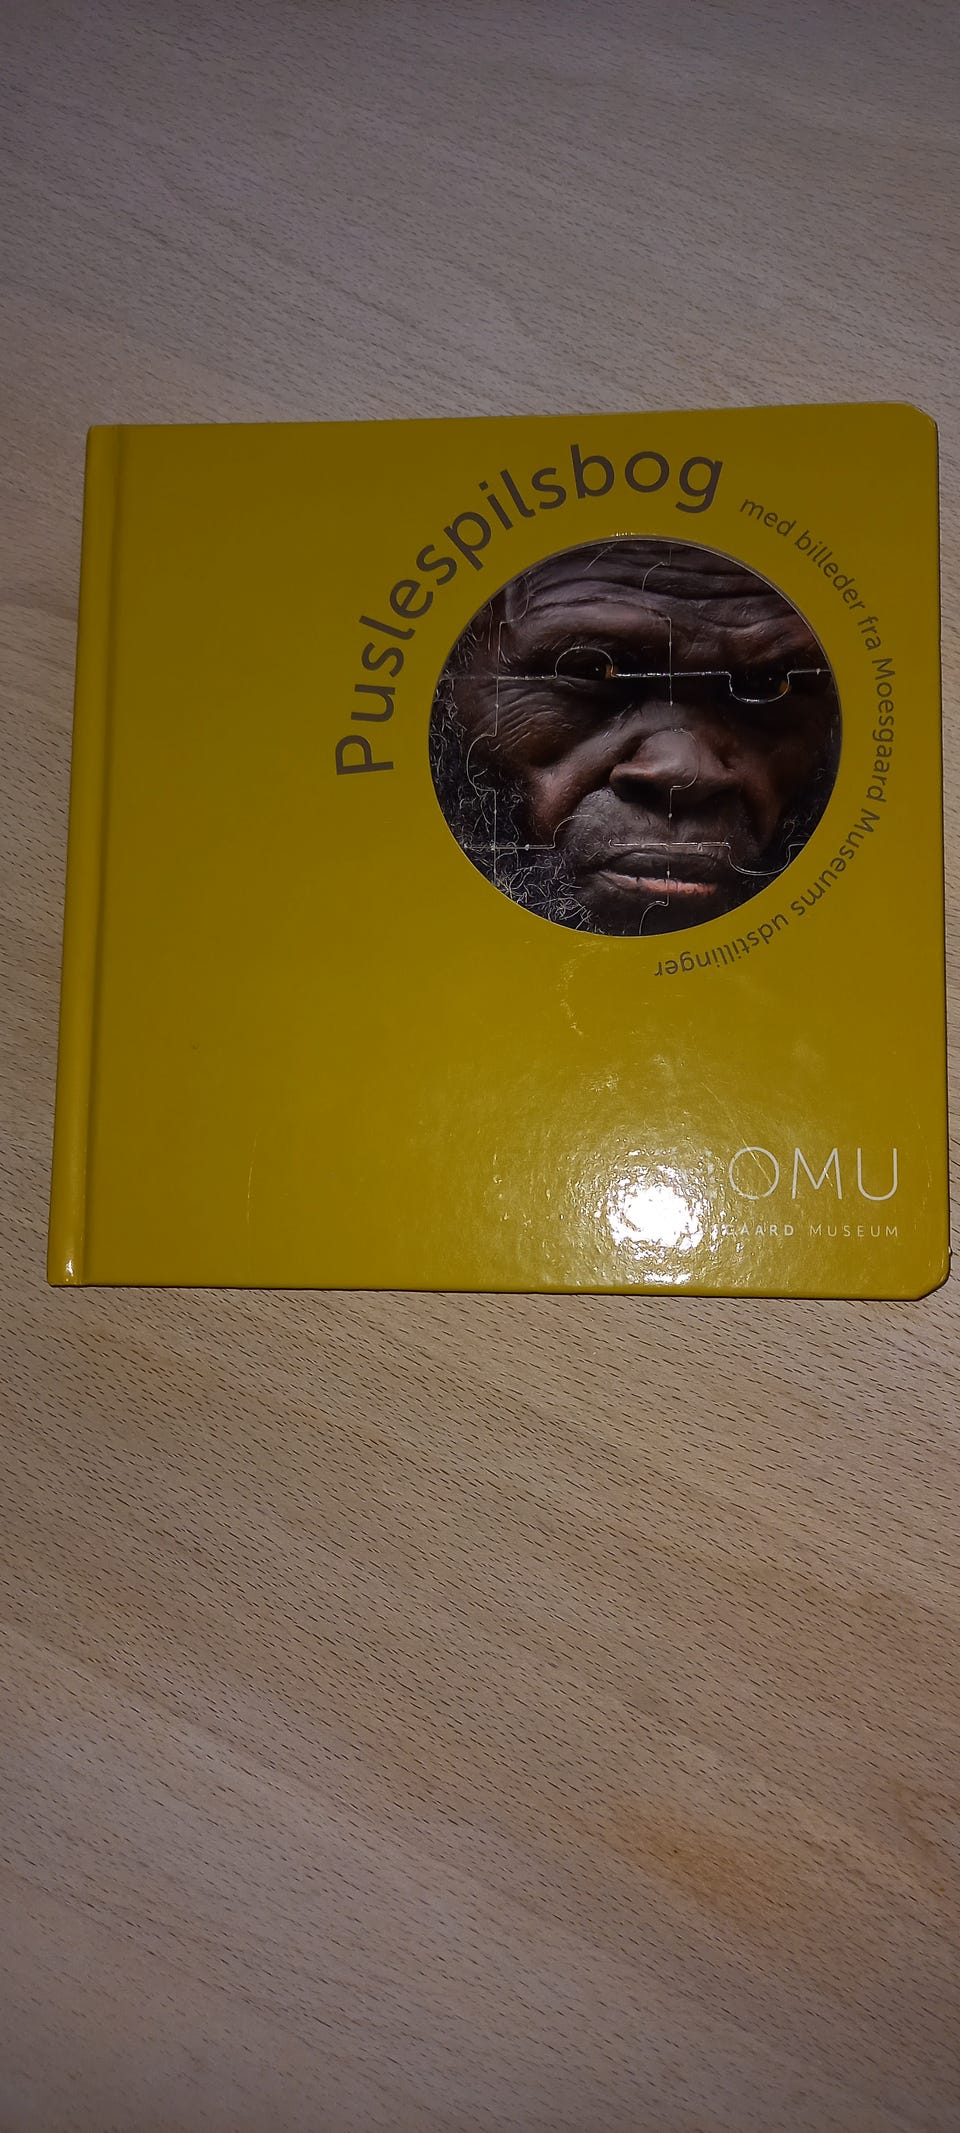 Puslespilsbog
med billeder fra Moesgaard Museums udstillinger
OMU
GAARD MUSEUM